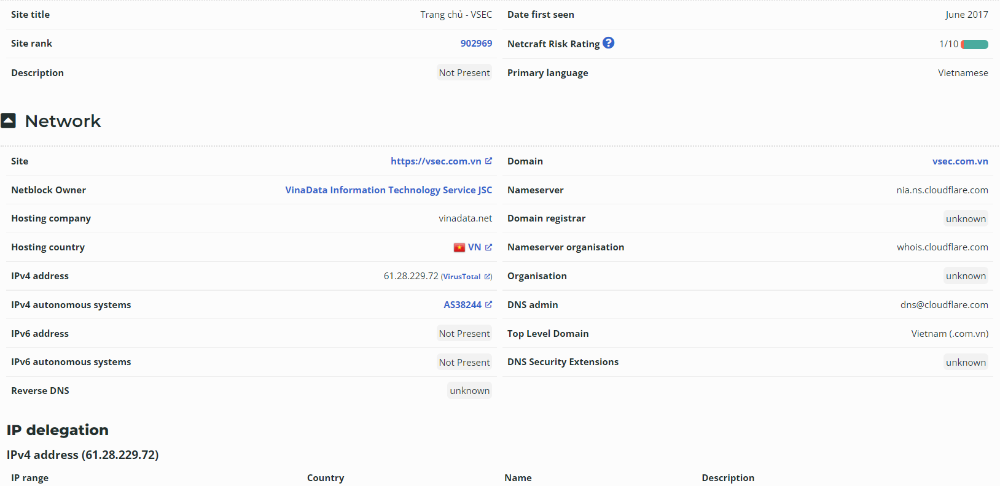 Site title Trang chủ - VSEC Date first seen June 2017
Site rank 902969 Netcraft Risk Rating ? 1/10
Description Not Present Primary language Vietnamese
Network
Site https://vsec.com.vn Domain vsec.com.vn
Netblock Owner VinaData Information Technology Service JSC Nameserver nia.ns.cloudflare.com
Hosting company vinadata.net Domain registrar unknown
Hosting country VN Nameserver organisation whois.cloudflare.com
IPv4 address 61.28.229.72 (VirusTotal) Organisation unknown
IPv4 autonomous systems AS38244 DNS admin dns@cloudflare.com
IPv6 address Not Present Top Level Domain Vietnam (.com.vn)
IPv6 autonomous systems Not Present DNS Security Extensions unknown
Reverse DNS unknown
IP delegation
IPv4 address (61.28.229.72)
IP range Country Name Description